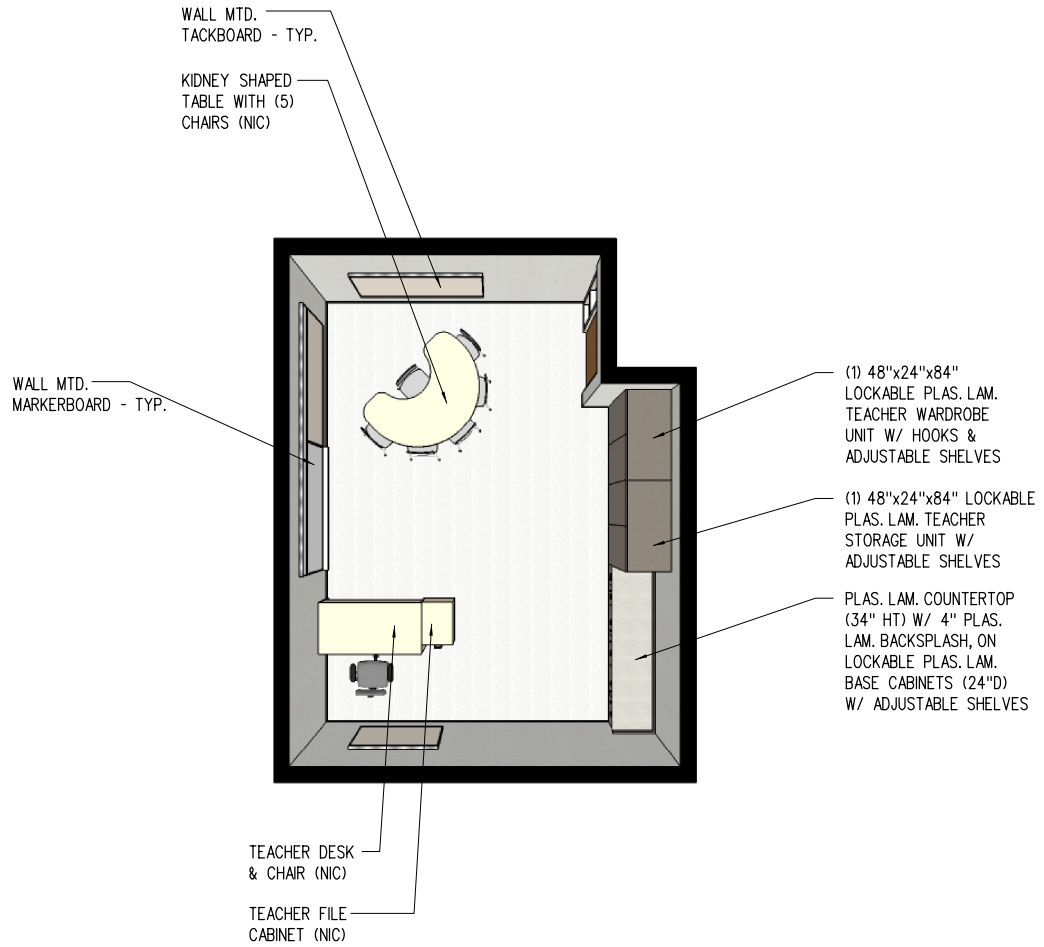 WALL MTD.
TACKBOARD - TYP.
KIDNEY SHAPED
TABLE WITH (5)
CHAIRS (NIC)
WALL MTD.
MARKERBOARD - TYP.
(1) 48"x24"x84"
LOCKABLE PLAS. LAM.
TEACHER WARDROBE
UNIT W/ HOOKS &
ADJUSTABLE SHELVES
(1) 48"x24"x84" LOCKABLE
PLAS. LAM. TEACHER
STORAGE UNIT W/
ADJUSTABLE SHELVES
PLAS. LAM. COUNTERTOP
(34" HT) W/ 4" PLAS.
LAM. BACKSPLASH, ON
LOCKABLE PLAS. LAM.
BASE CABINETS (24"D)
W/ ADJUSTABLE SHELVES
TEACHER DESK
& CHAIR (NIC)
TEACHER FILE
CABINET (NIC)